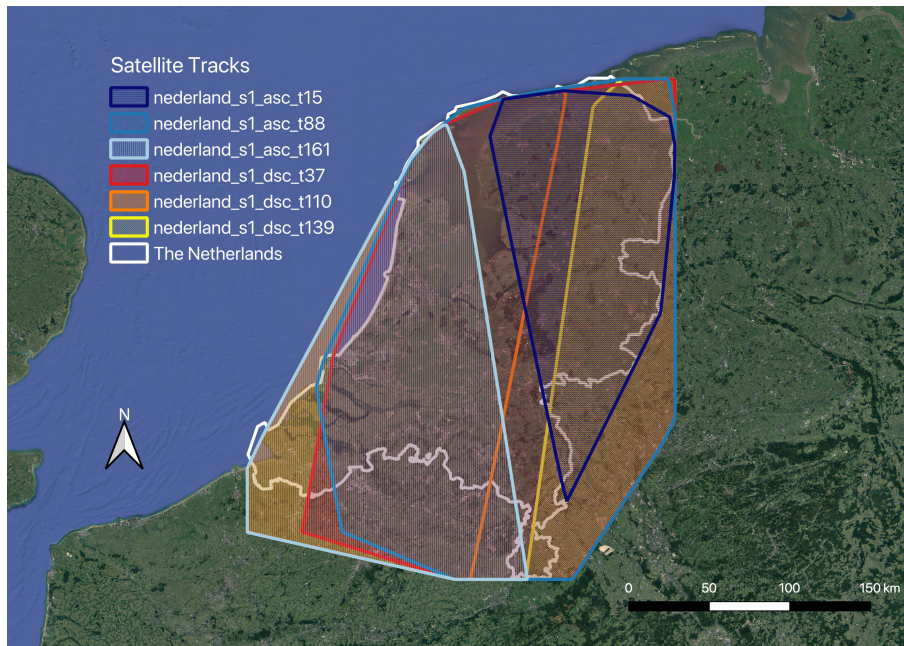 Satellite Tracks
nederland_s1_asc_t15
nederland_s1_asc_t88
nederland_s1_asc_t161
nederland_s1_dsc_t37
nederland_s1_dsc_t110
nederland_s1_dsc_t139
The Netherlands
N
0 50 100 150 km